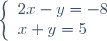 2x − y = −8
x + y = 5